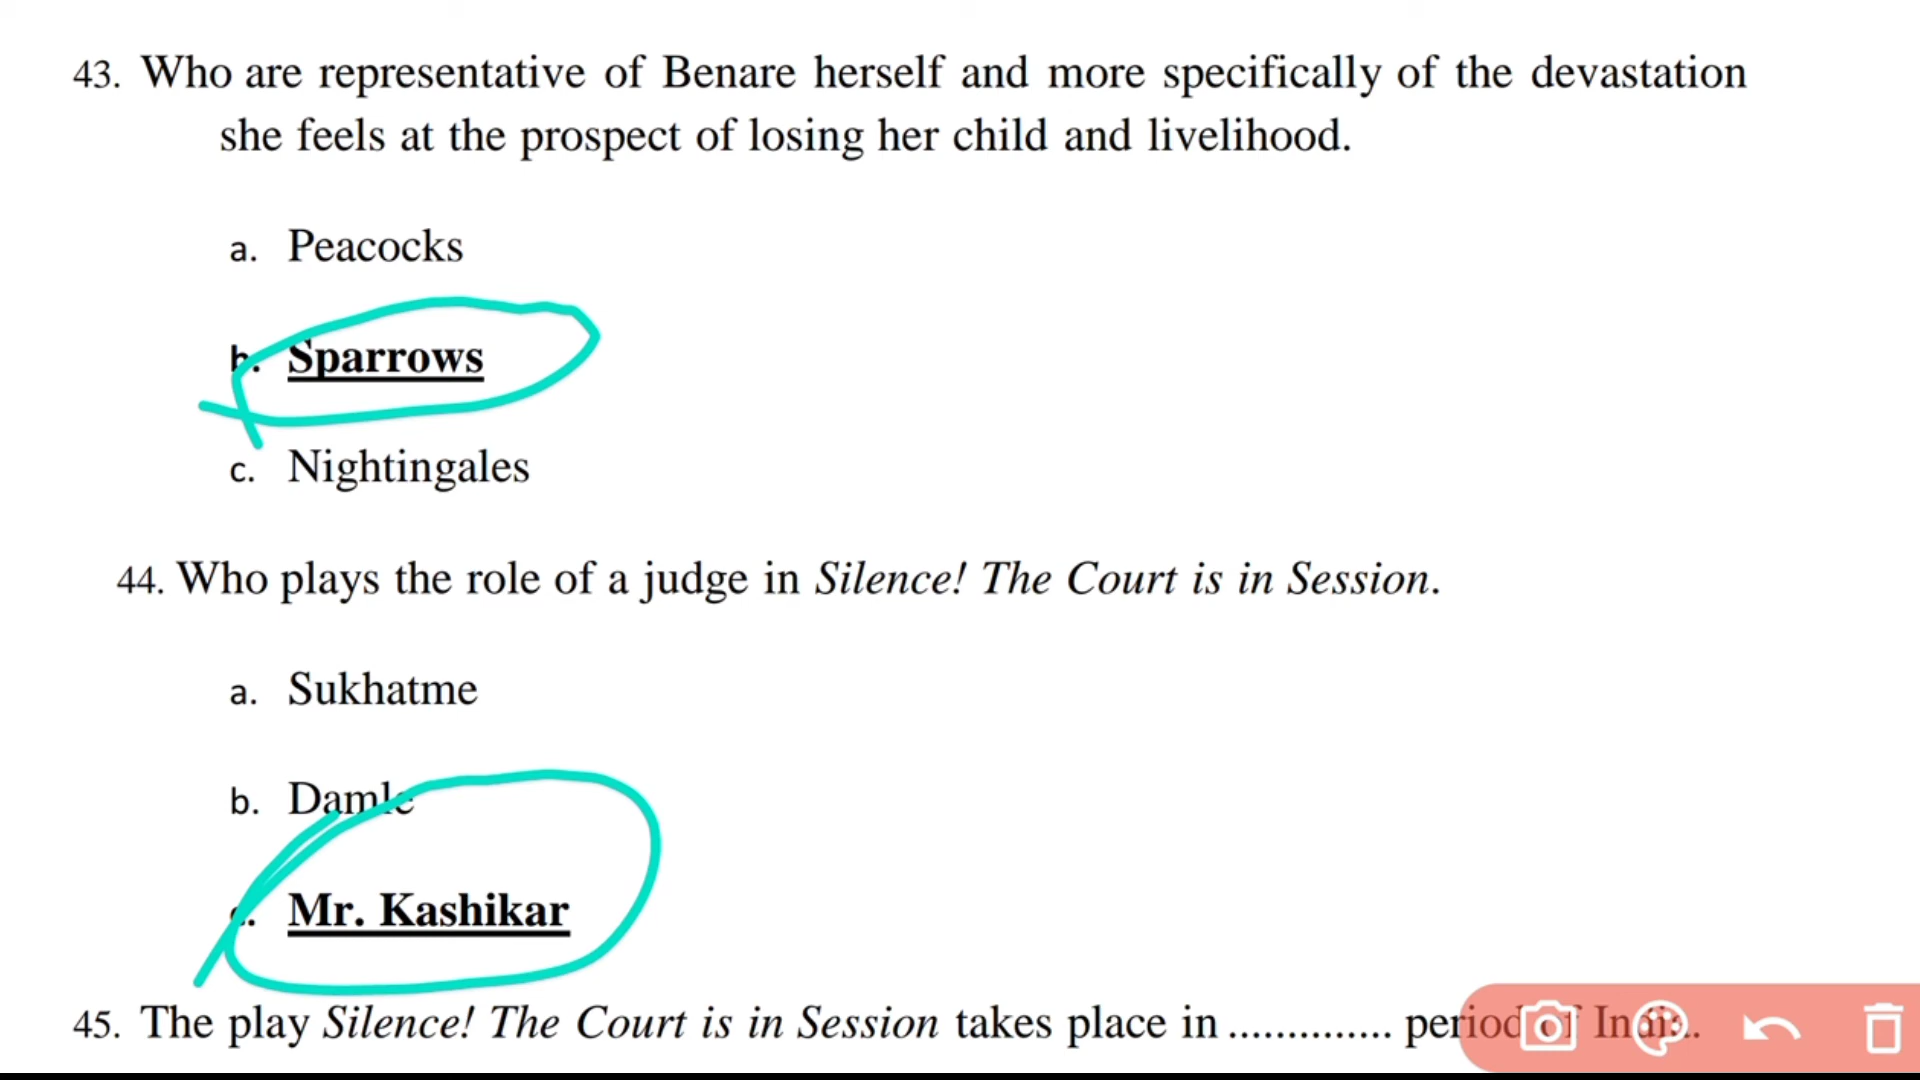 43. Who are representative of Benare herself and more specifically of the devastation
she feels at the prospect of losing her child and livelihood.
a. Peacocks
b. Sparrows
c. Nightingales
44. Who plays the role of a judge in Silence! The Court is in Session.
a. Sukhatme
b. Damle
c. Mr. Kashikar
45. The play Silence! The Court is in Session takes place in .............. period of India.